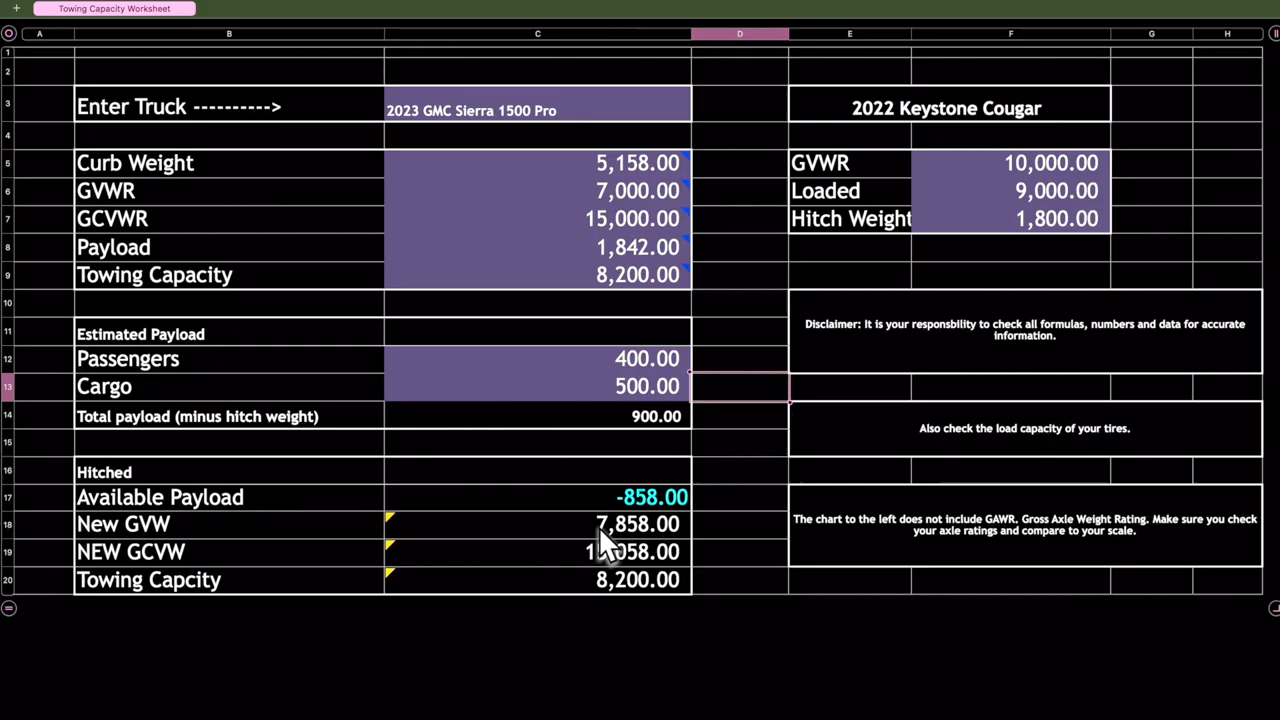 + Towing Capacity Worksheet
A B C D E F G H
1
2
3 Enter Truck ----------> 2023 GMC Sierra 1500 Pro 2022 Keystone Cougar
4
5 Curb Weight 5,158.00 GVWR 10,000.00
6 GVWR 7,000.00 Loaded 9,000.00
7 GCVWR 15,000.00 Hitch Weight 1,800.00
8 Payload 1,842.00
9 Towing Capacity 8,200.00
10
11 Estimated Payload
Disclaimer: It is your responsbility to check all formulas, numbers and data for accurate
information.
12 Passengers 400.00
13 Cargo 500.00
14 Total payload (minus hitch weight) 900.00
Also check the load capacity of your tires.
15
16 Hitched
17 Available Payload -858.00
18 New GVW 7,858.00
The chart to the left does not include GAWR. Gross Axle Weight Rating. Make sure you check
your axle ratings and compare to your scale.
19 NEW GCVW
20 Towing Capcity 8,200.00